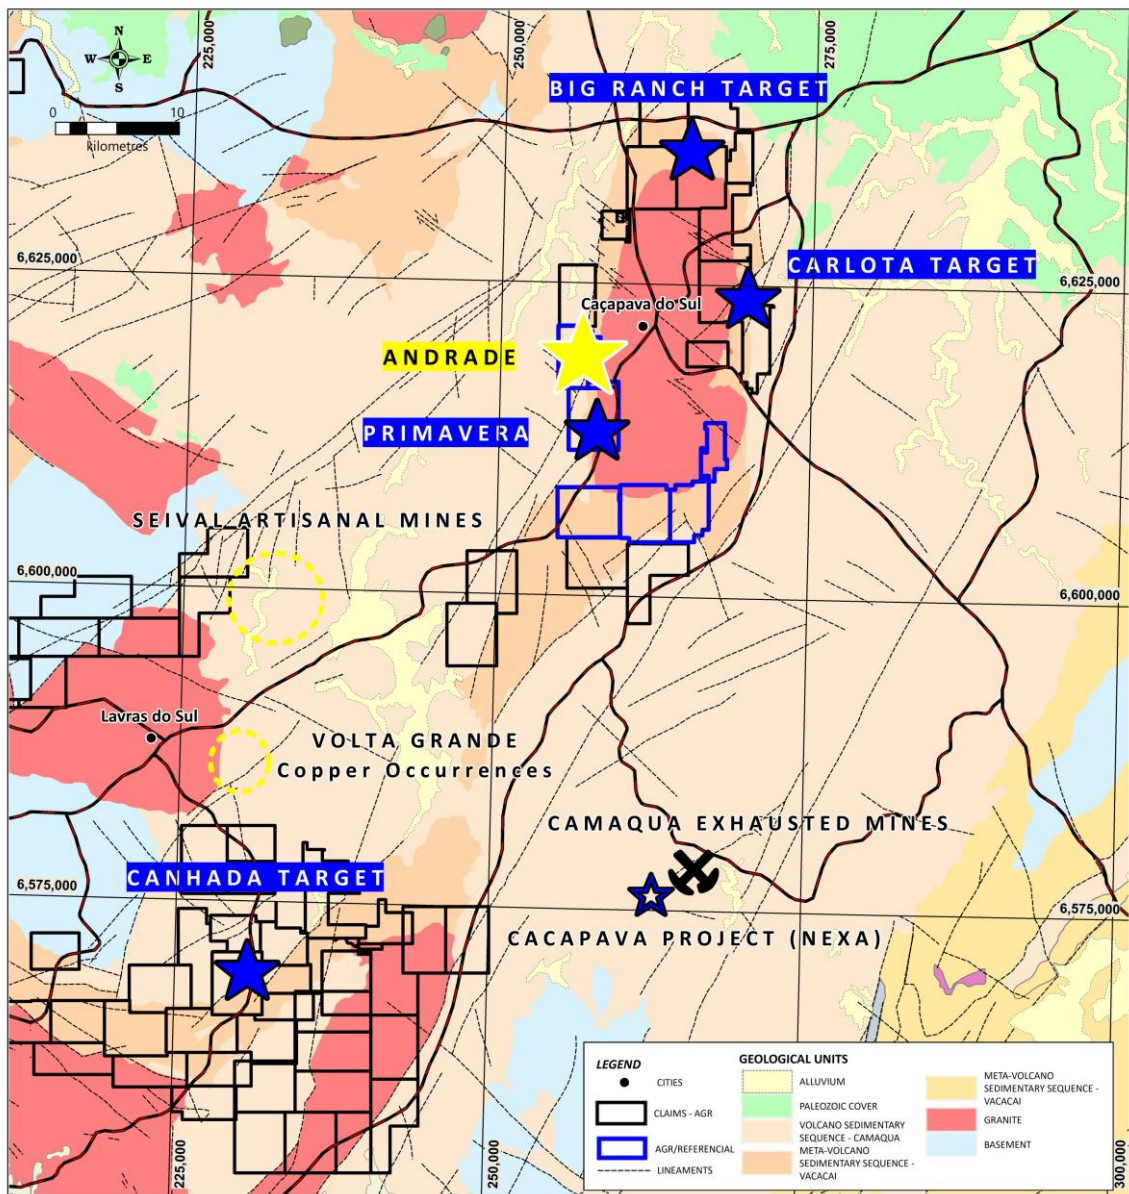 225,000
250,000
275,000
N
W E
S
0 10
kilometres
BIG RANCH TARGET
6,625,000
CARLOTA TARGET
6,625,000
Caçapava do Sul
ANDRADE
PRIMAVERA
SEIVAL ARTISANAL MINES
6,600,000
6,600,000
Lavras do Sul
VOLTA GRANDE
Copper Occurrences
CAMAQUA EXHAUSTED MINES
CANHADA TARGET
6,575,000
6,575,000
CACAPAVA PROJECT (NEXA)
LEGEND
CITIES
CLAIMS - AGR
AGR/REFERENCIAL
LINEAMENTS
GEOLOGICAL UNITS
ALLUVIUM
PALEOZOIC COVER
VOLCANO SEDIMENTARY
SEQUENCE - CAMAQUA
META-VOLCANO
SEDIMENTARY SEQUENCE -
VACACAI
META-VOLCANO
SEDIMENTARY SEQUENCE -
VACACAI
GRANITE
BASEMENT
225,000
250,000
300,000